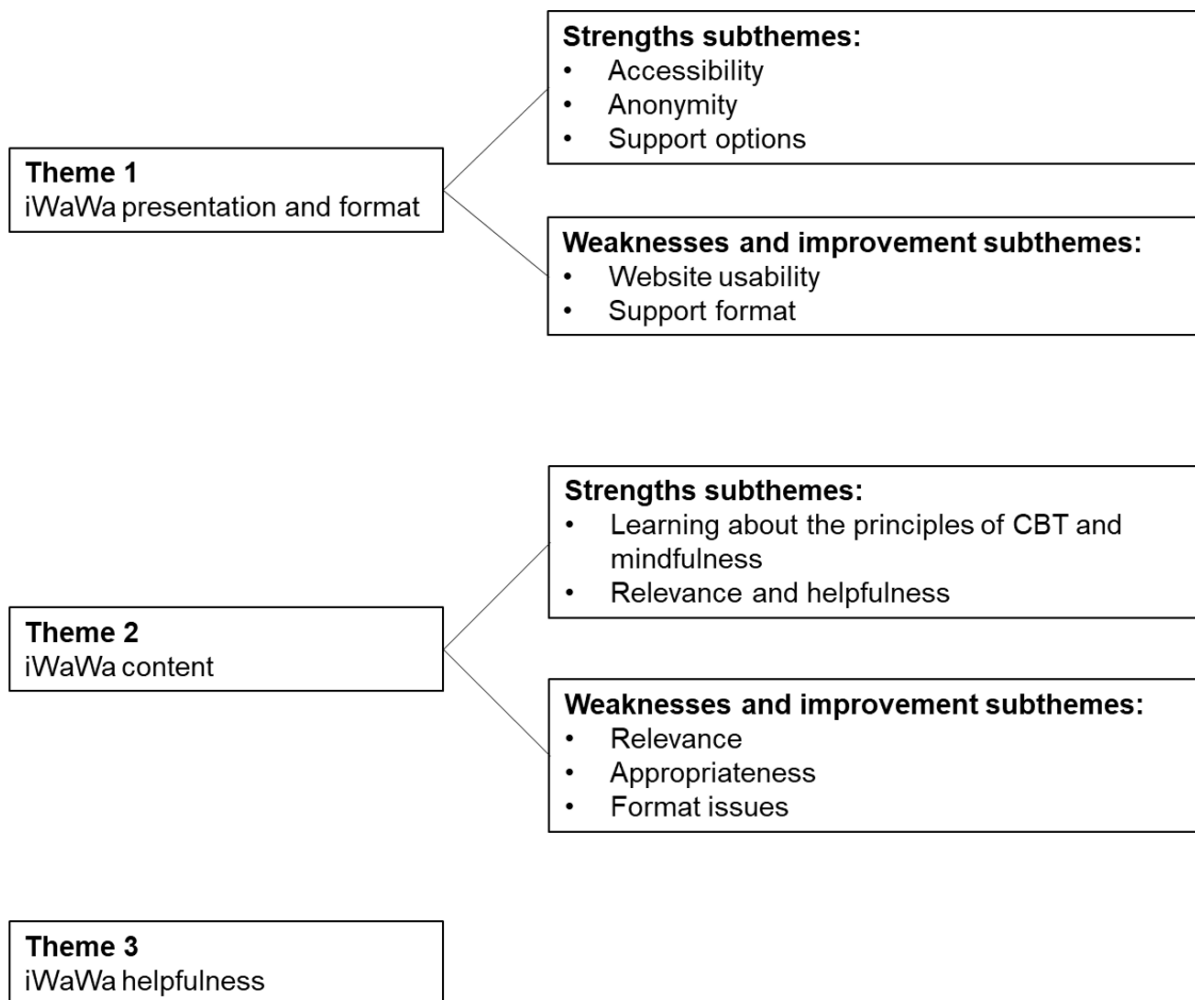 Theme 1
iWaWa presentation and format
Strengths subthemes:
• Accessibility
• Anonymity
• Support options
Weaknesses and improvement subthemes:
• Website usability
• Support format
Theme 2
iWaWa content
Strengths subthemes:
• Learning about the principles of CBT and
mindfulness
• Relevance and helpfulness
Weaknesses and improvement subthemes:
• Relevance
• Appropriateness
• Format issues
Theme 3
iWaWa helpfulness